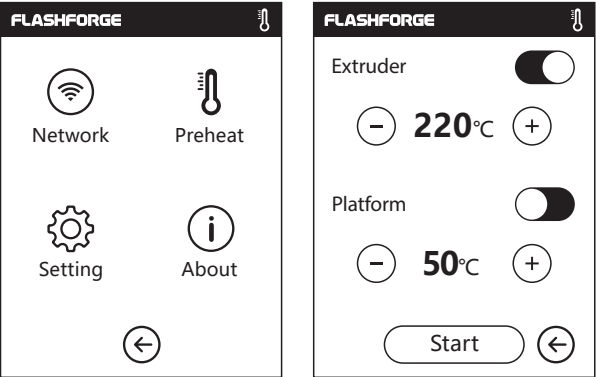 FLASHFORGE
Network Preheat
Setting About
FLASHFORGE
Extruder
220℃
Platform
50℃
Start